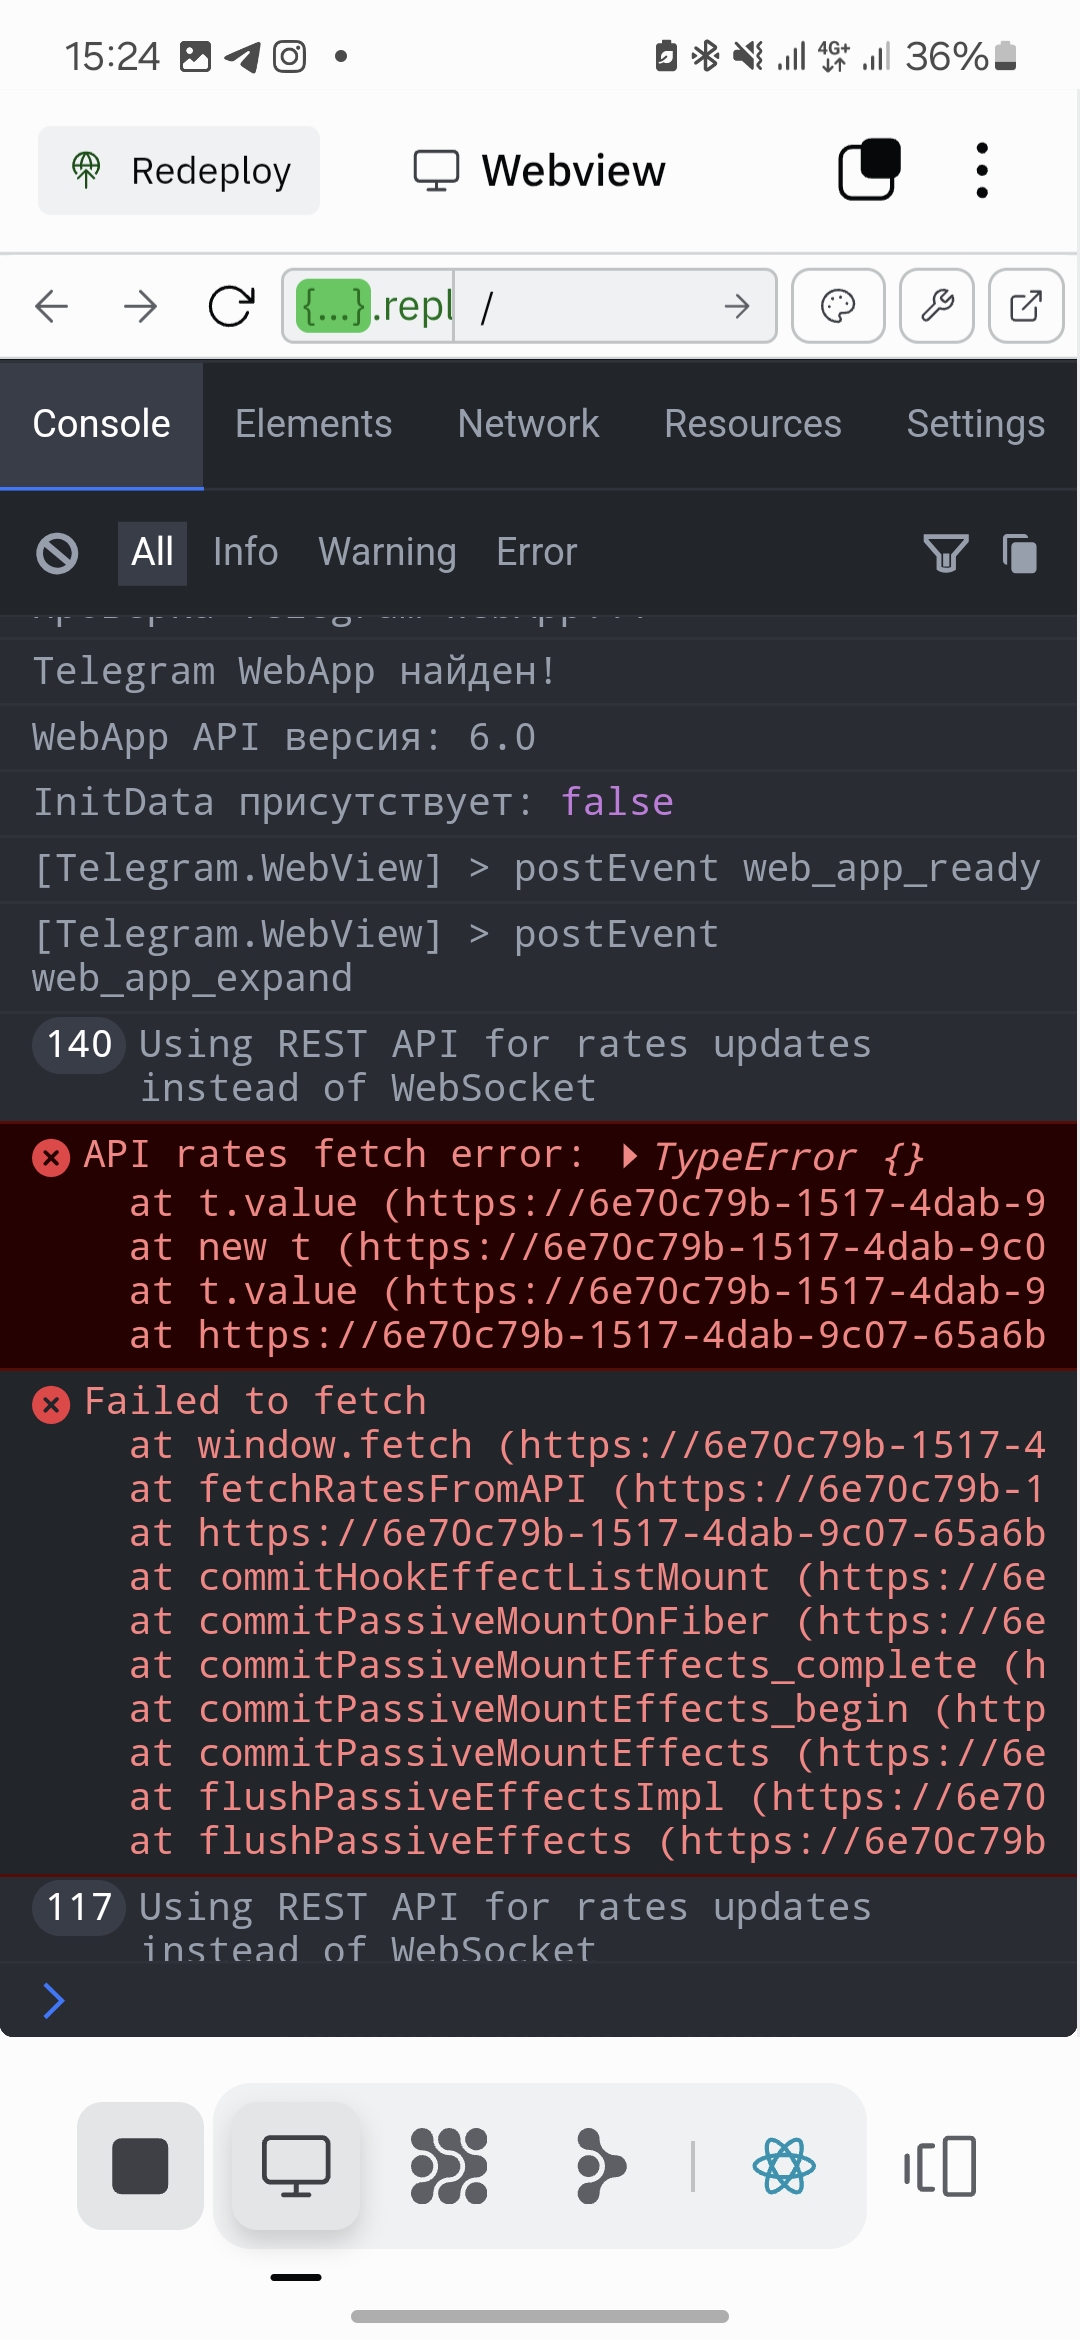 15:24 4G+ 36%
Redeploy Webview
{...}.repl /
Console Elements Network Resources Settings
All Info Warning Error
Telegram WebApp найден!
WebApp API версия: 6.0
InitData присутствует: false
[Telegram.WebView] > postEvent web_app_ready
[Telegram.WebView] > postEvent
web_app_expand
140 Using REST API for rates updates
instead of WebSocket
API rates fetch error: ▶ TypeError {}
at t.value (https://6e70c79b-1517-4dab-9
at new t (https://6e70c79b-1517-4dab-9c0
at t.value (https://6e70c79b-1517-4dab-9
at https://6e70c79b-1517-4dab-9c07-65a6b
Failed to fetch
at window.fetch (https://6e70c79b-1517-4
at fetchRatesFromAPI (https://6e70c79b-1
at https://6e70c79b-1517-4dab-9c07-65a6b
at commitHookEffectListMount (https://6e
at commitPassiveMountOnFiber (https://6e
at commitPassiveMountEffects_complete (h
at commitPassiveMountEffects_begin (http
at commitPassiveMountEffects (https://6e
at flushPassiveEffectsImpl (https://6e70
at flushPassiveEffects (https://6e70c79b
117 Using REST API for rates updates
instead of WebSocket